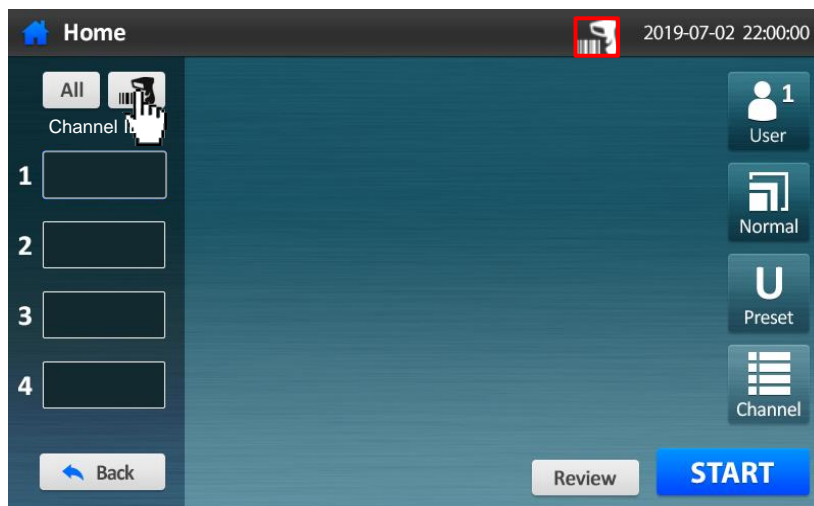 Home
2019-07-02 22:00:00
All
Channel
1
2
3
4
Back
1
User
Normal
U
Preset
Channel
Review
START